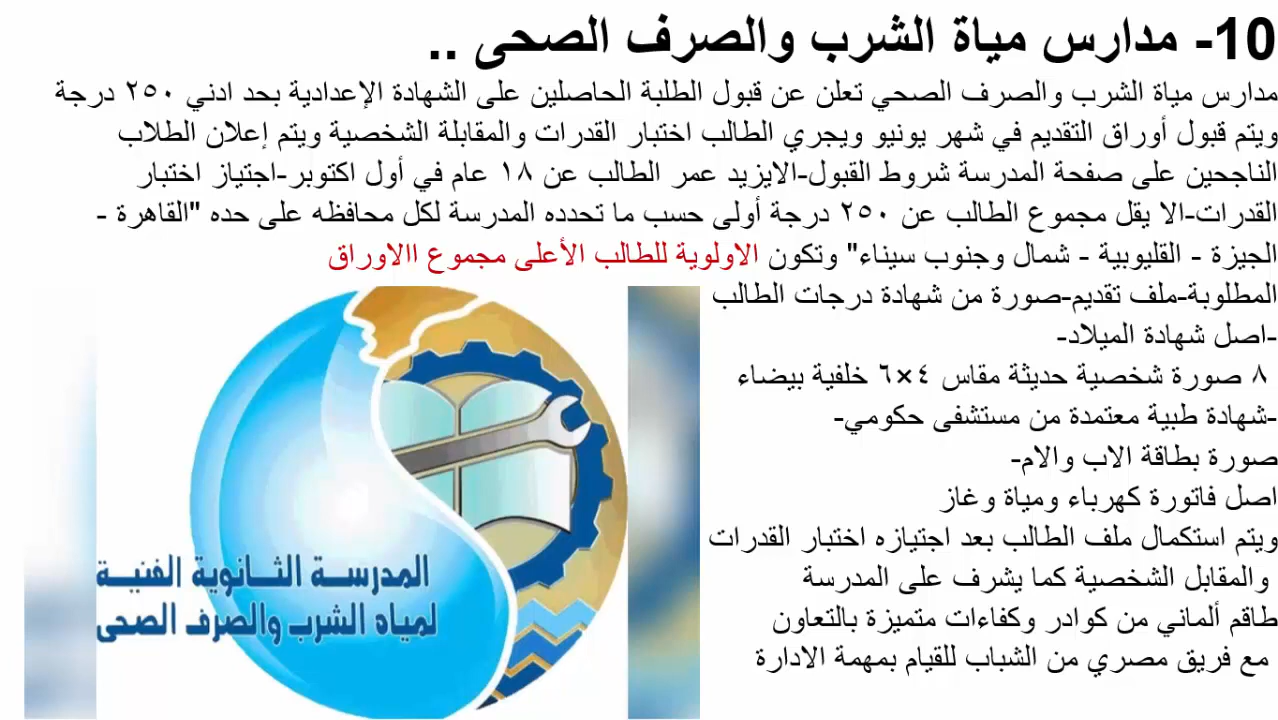 10- مدارس مياة الشرب والصرف الصحى ..
مدارس مياة الشرب والصرف الصحي تعلن عن قبول الطلبة الحاصلين على الشهادة الإعدادية بحد ادني ٢٥٠ درجة
ويتم قبول أوراق التقديم في شهر يونيو ويجري الطالب اختبار القدرات والمقابلة الشخصية ويتم إعلان الطلاب
الناجحين على صفحة المدرسة شروط القبول-الايزيد عمر الطالب عن ١٨ عام في أول اكتوبر-اجتياز اختبار
القدرات-الا يقل مجموع الطالب عن ٢٥٠ درجة أولى حسب ما تحدده المدرسة لكل محافظه على حده "القاهرة -
الجيزة - القليوبية - شمال وجنوب سيناء" وتكون الاولوية للطالب الأعلى مجموع االاوراق
المطلوبة-ملف تقديم-صورة من شهادة درجات الطالب
-اصل شهادة الميلاد-
٨ صورة شخصية حديثة مقاس ٤×٦ خلفية بيضاء
-شهادة طبية معتمدة من مستشفى حكومي-
صورة بطاقة الاب والام-
اصل فاتورة كهرباء ومياة وغاز
ويتم استكمال ملف الطالب بعد اجتيازه اختبار القدرات
والمقابل الشخصية كما يشرف على المدرسة
طاقم ألماني من كوادر وكفاءات متميزة بالتعاون
مع فريق مصري من الشباب للقيام بمهمة الادارة
المدرسة الثانوية الفنية
لمياه الشرب والصرف الصحى